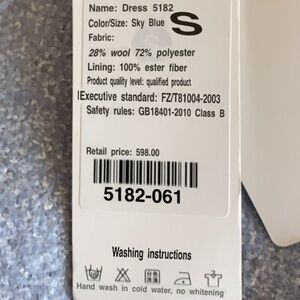 Name: Dress 5182
Color/Size: Sky Blue S
Fabric:
28% wool 72% polyester
Lining: 100% ester fiber
Product quality level: qualified product
Executive standard: FZ/T81004-2003
Safety rules: GB18401-2010 Class B
Retail price: 598.00
5182-061
Washing instructions
Hand wash in cold water, no whitening